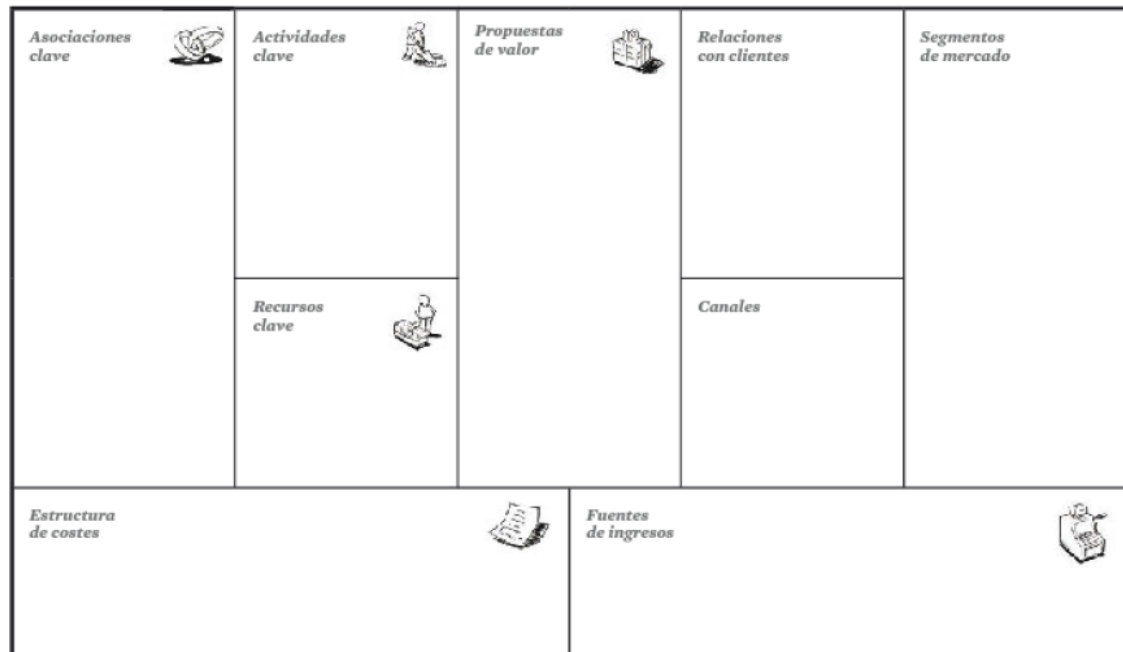 Asociaciones
clave
Actividades
clave
Propuestas
de valor
Relaciones
con clientes
Segmentos
de mercado
Recursos
clave
Canales
Estructura
de costes
Fuentes
de ingresos